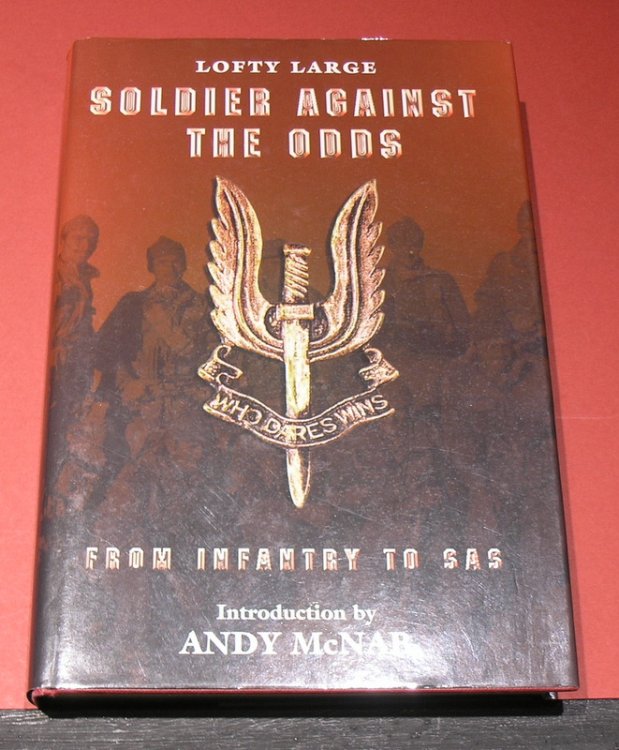 LOFTY LARGE
SOLDIER AGAINST
THE ODDS
WHO DARES WINS
FROM INFANTRY TO SAS
Introduction by
ANDY McNAB